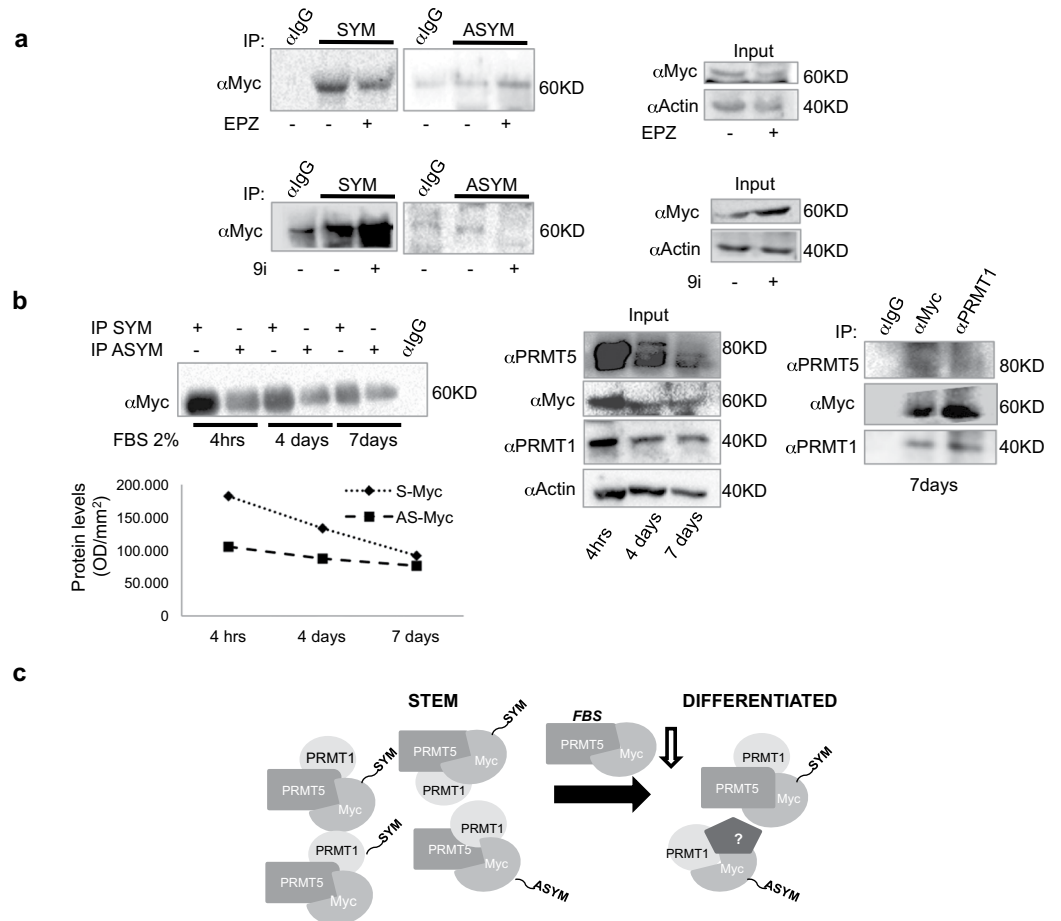 a
IP: αIgG SYM αIgG ASYM
αMyc 60KD
EPZ - - + - - +
Input
αMyc 60KD
αActin 40KD
EPZ - +
IP: αIgG SYM αIgG ASYM
αMyc 60KD
9i - - + - - +
Input
αMyc 60KD
αActin 40KD
9i - +
b
IP SYM + - + - + - αIgG
IP ASYM - + - + - +
αMyc 60KD
FBS 2% 4hrs 4 days 7days
200.000
150.000
100.000
50.000
0
Protein levels
(OD/mm²)
S-Myc
AS-Myc
4 hrs 4 days 7 days
Input
αPRMT5 80KD
αMyc 60KD
αPRMT1 40KD
αActin 40KD
4hrs 4 days 7 days
IP: αIgG αMyc αPRMT1
αPRMT5 80KD
αMyc 60KD
αPRMT1 40KD
7days
c
STEM
PRMT1
PRMT5
Myc
SYM
PRMT5
Myc
PRMT1
SYM
PRMT1
PRMT5
Myc
SYM
PRMT1
PRMT5
Myc
ASYM
FBS
PRMT5
Myc
DIFFERENTIATED
PRMT1
PRMT5
Myc
SYM
PRMT1
?
Myc
ASYM